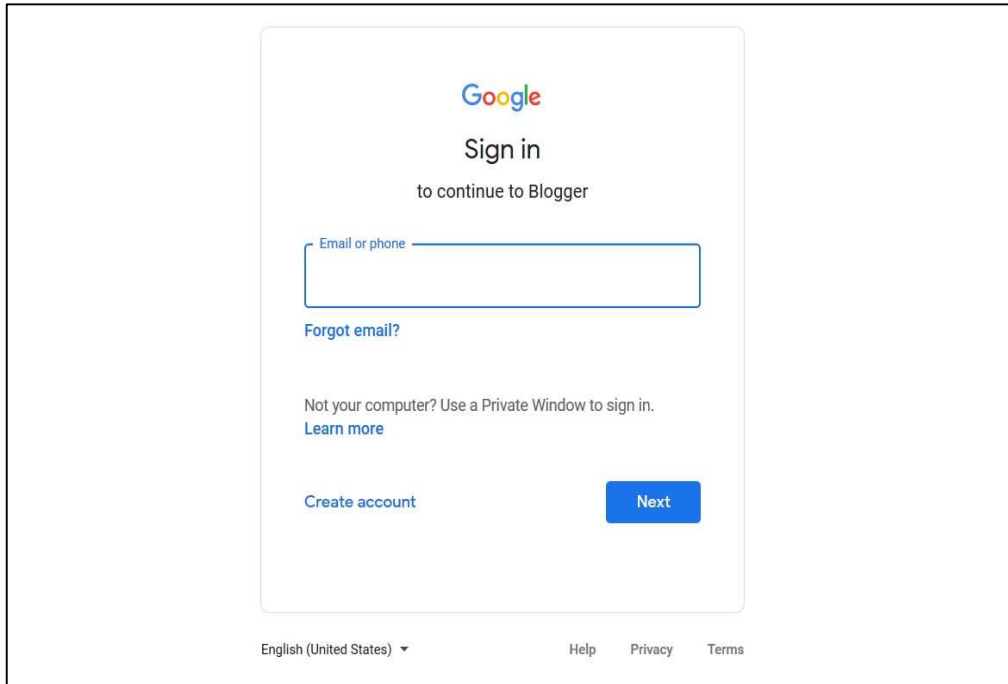 Google
Sign in
to continue to Blogger
Email or phone
Forgot email?
Not your computer? Use a Private Window to sign in.
Learn more
Create account
Next
English (United States)
Help Privacy Terms